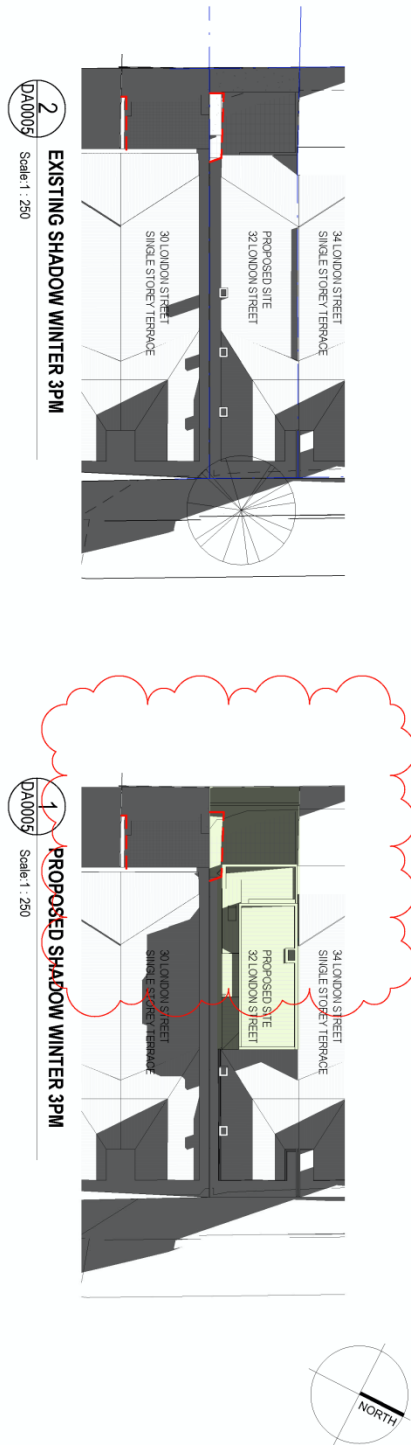 34 LONDON STREET
SINGLE STOREY TERRACE
PROPOSED SITE
32 LONDON STREET
30 LONDON STREET
SINGLE STOREY TERRACE
2
DA0005
EXISTING SHADOW WINTER 3PM
Scale:1 : 250
34 LONDON STREET
SINGLE STOREY TERRACE
PROPOSED SITE
32 LONDON STREET
30 LONDON STREET
SINGLE STOREY TERRACE
1
DA0005
PROPOSED SHADOW WINTER 3PM
Scale:1 : 250
NORTH